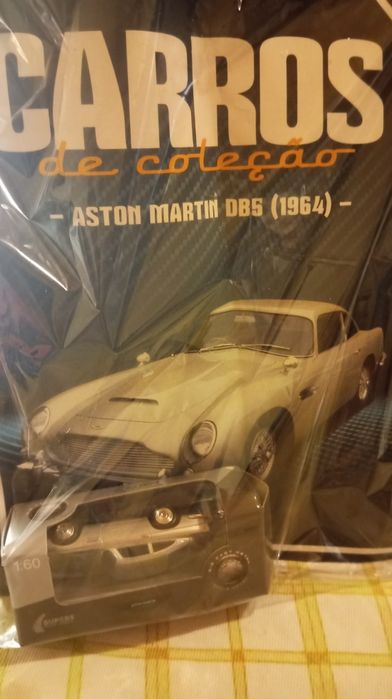 CARROS
de coleção
- ASTON MARTIN DB5 (1964) -
1:60